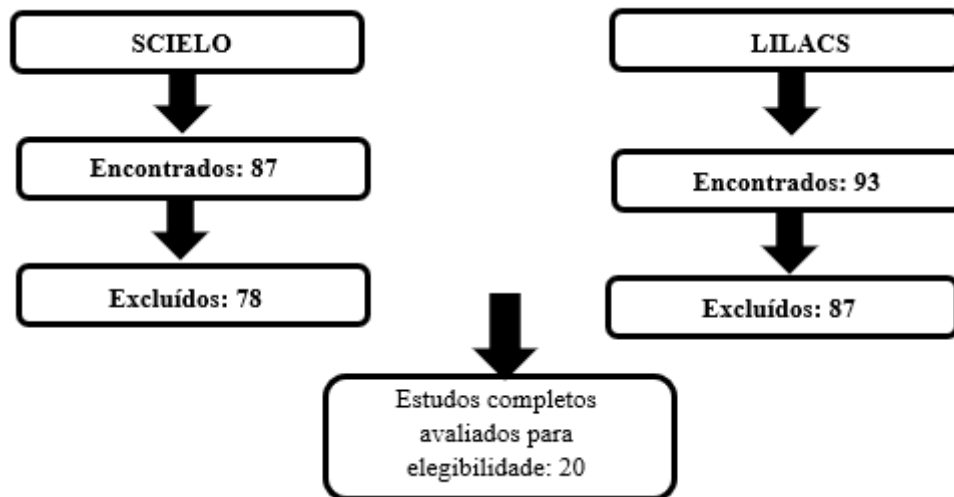 SCIELO
LILACS
Encontrados: 87
Encontrados: 93
Excluídos: 78
Excluídos: 87
Estudos completos
avaliados para
elegibilidade: 20